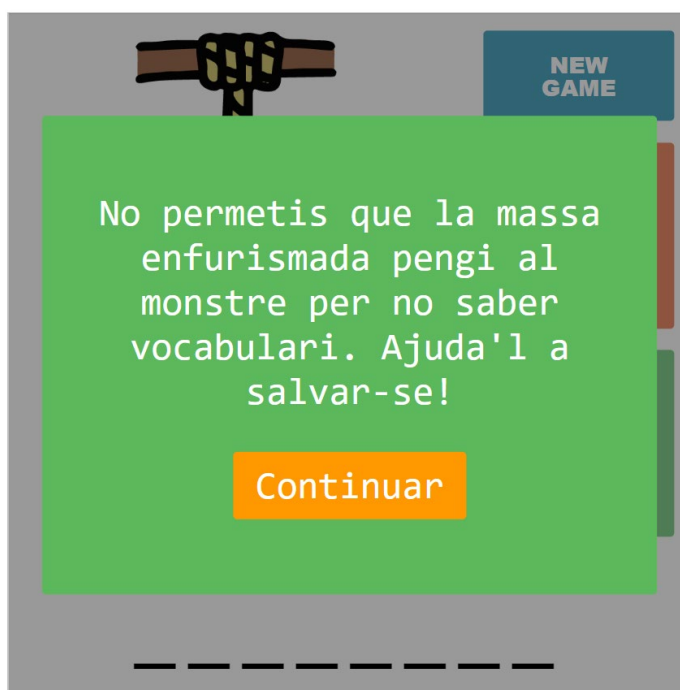 NEW
GAME
No permetis que la massa
enfurismada pengi al
monstre per no saber
vocabulari. Ajuda'l a
salvar-se!
Continuar